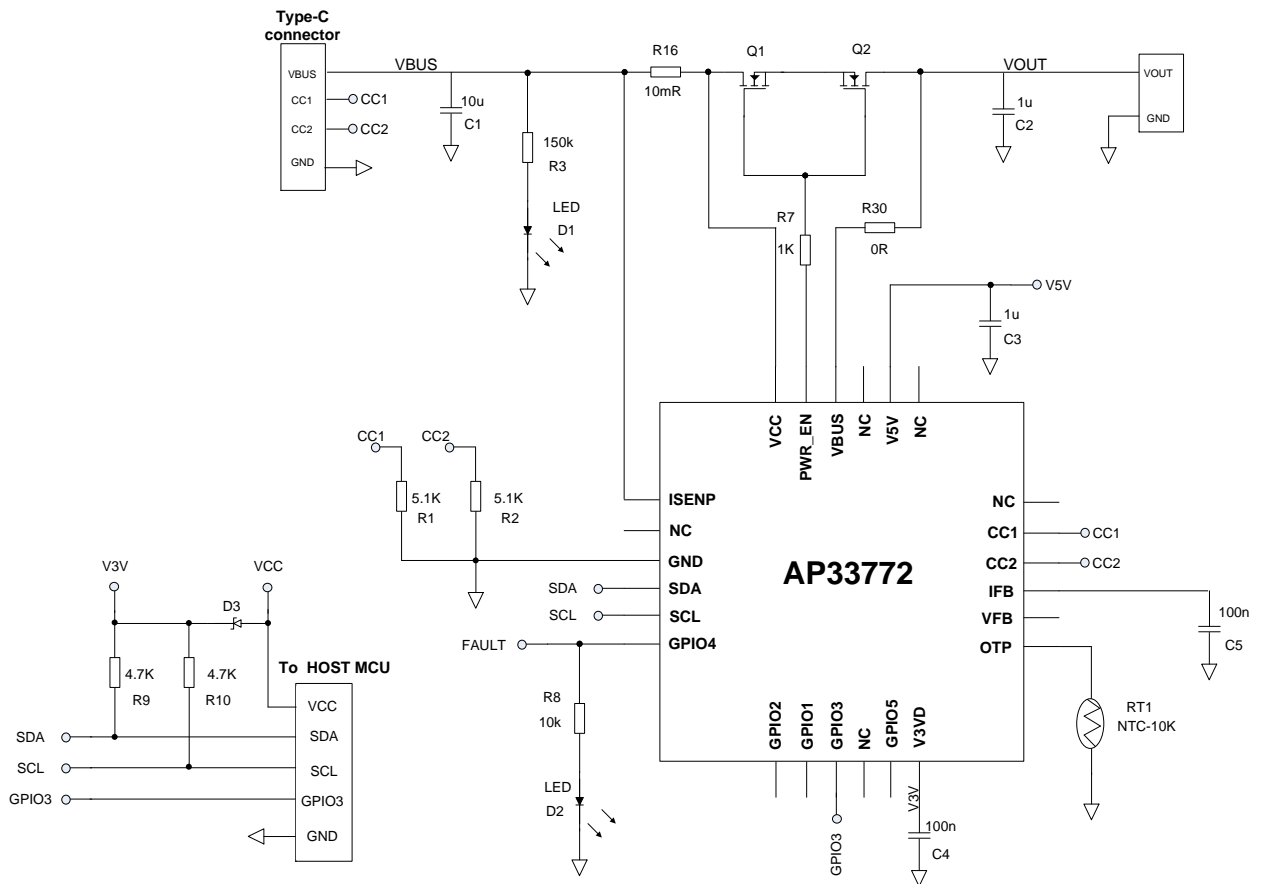 Type-C
connector
VBUS
CC1
CC2
GND
CC1
CC2
VBUS
10u
C1
150k
R3
LED
D1
R16
10mR
Q1
Q2
VOUT
1u
C2
VOUT
GND
R7
1K
R30
0R
V5V
1u
C3
VCC
PWR_EN
VBUS
NC
V5V
NC
CC1
CC2
5.1K
R1
5.1K
R2
ISENP
NC
GND
SDA
SDA
SCL
SCL
FAULT
GPIO4
AP33772
NC
CC1
CC1
CC2
CC2
IFB
VFB
OTP
100n
C5
RT1
NTC-10K
R8
10k
LED
D2
GPIO2
GPIO1
GPIO3
NC
GPIO5
V3VD
GPIO3
V3V
100n
C4
V3V
VCC
D3
4.7K
R9
4.7K
R10
To HOST MCU
VCC
SDA
SDA
SCL
SCL
GPIO3
GPIO3
GND